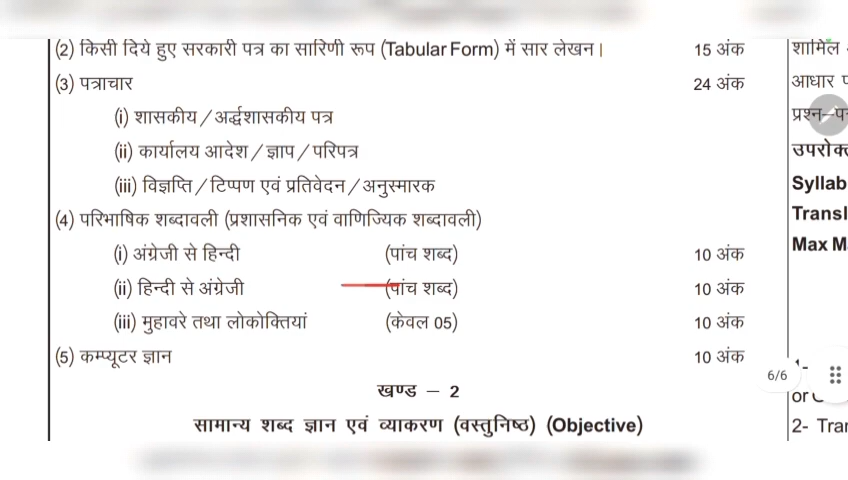 (2) किसी दिये हुए सरकारी पत्र का सारिणी रूप (Tabular Form) में सार लेखन। 15 अंक
(3) पत्राचार 24 अंक
(i) शासकीय/अर्द्धशासकीय पत्र
(ii) कार्यालय आदेश/ज्ञाप/परिपत्र
(iii) विज्ञप्ति/टिप्पण एवं प्रतिवेदन/अनुस्मारक
(4) परिभाषिक शब्दावली (प्रशासनिक एवं वाणिज्यिक शब्दावली)
(i) अंग्रेजी से हिन्दी (पांच शब्द) 10 अंक
(ii) हिन्दी से अंग्रेजी (पांच शब्द) 10 अंक
(iii) मुहावरे तथा लोकोक्तियां (केवल 05) 10 अंक
(5) कम्प्यूटर ज्ञान 10 अंक
खण्ड – 2
सामान्य शब्द ज्ञान एवं व्याकरण (वस्तुनिष्ठ) (Objective)
शामिल
आधार
Syllab
Transl
Max M
6/6
1-
or
2- Tra